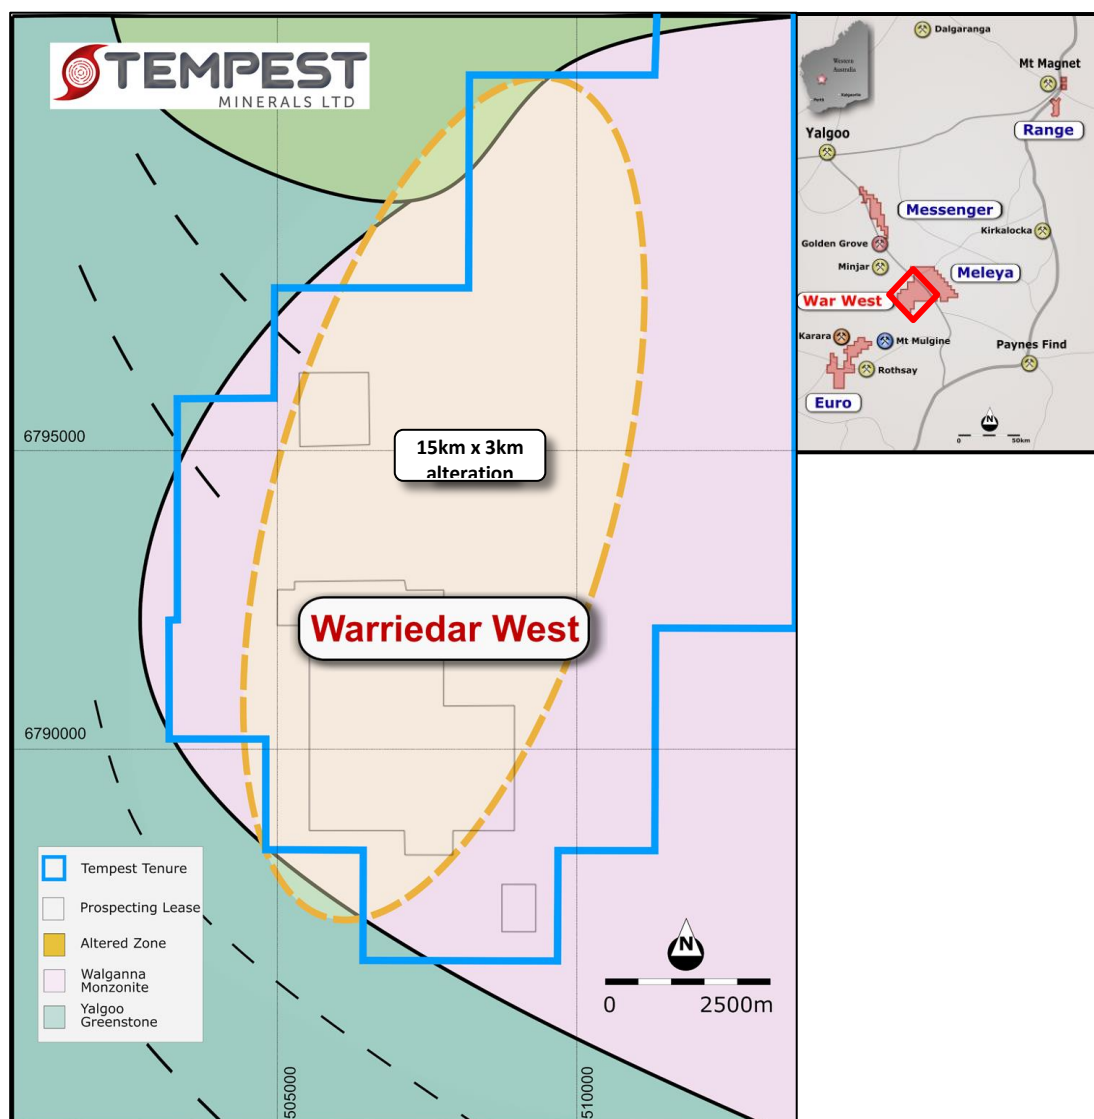 TEMPEST
MINERALS LTD
6795000
15km x 3km
alteration
Warriedar West
6790000
Tempest Tenure
Prospecting Lease
Altered Zone
Walganna
Monzonite
Yalgoo
Greenstone
N
0 2500m
505000
510000
Western
Australia
Perth
Kalgoorlie
Dalgaranga
Mt Magnet
Range
Yalgoo
Messenger
Kirkalocka
Golden Grove
Minjar
Meleya
War West
Karara
Mt Mulgine
Paynes Find
Rothsay
Euro
N
0 50km